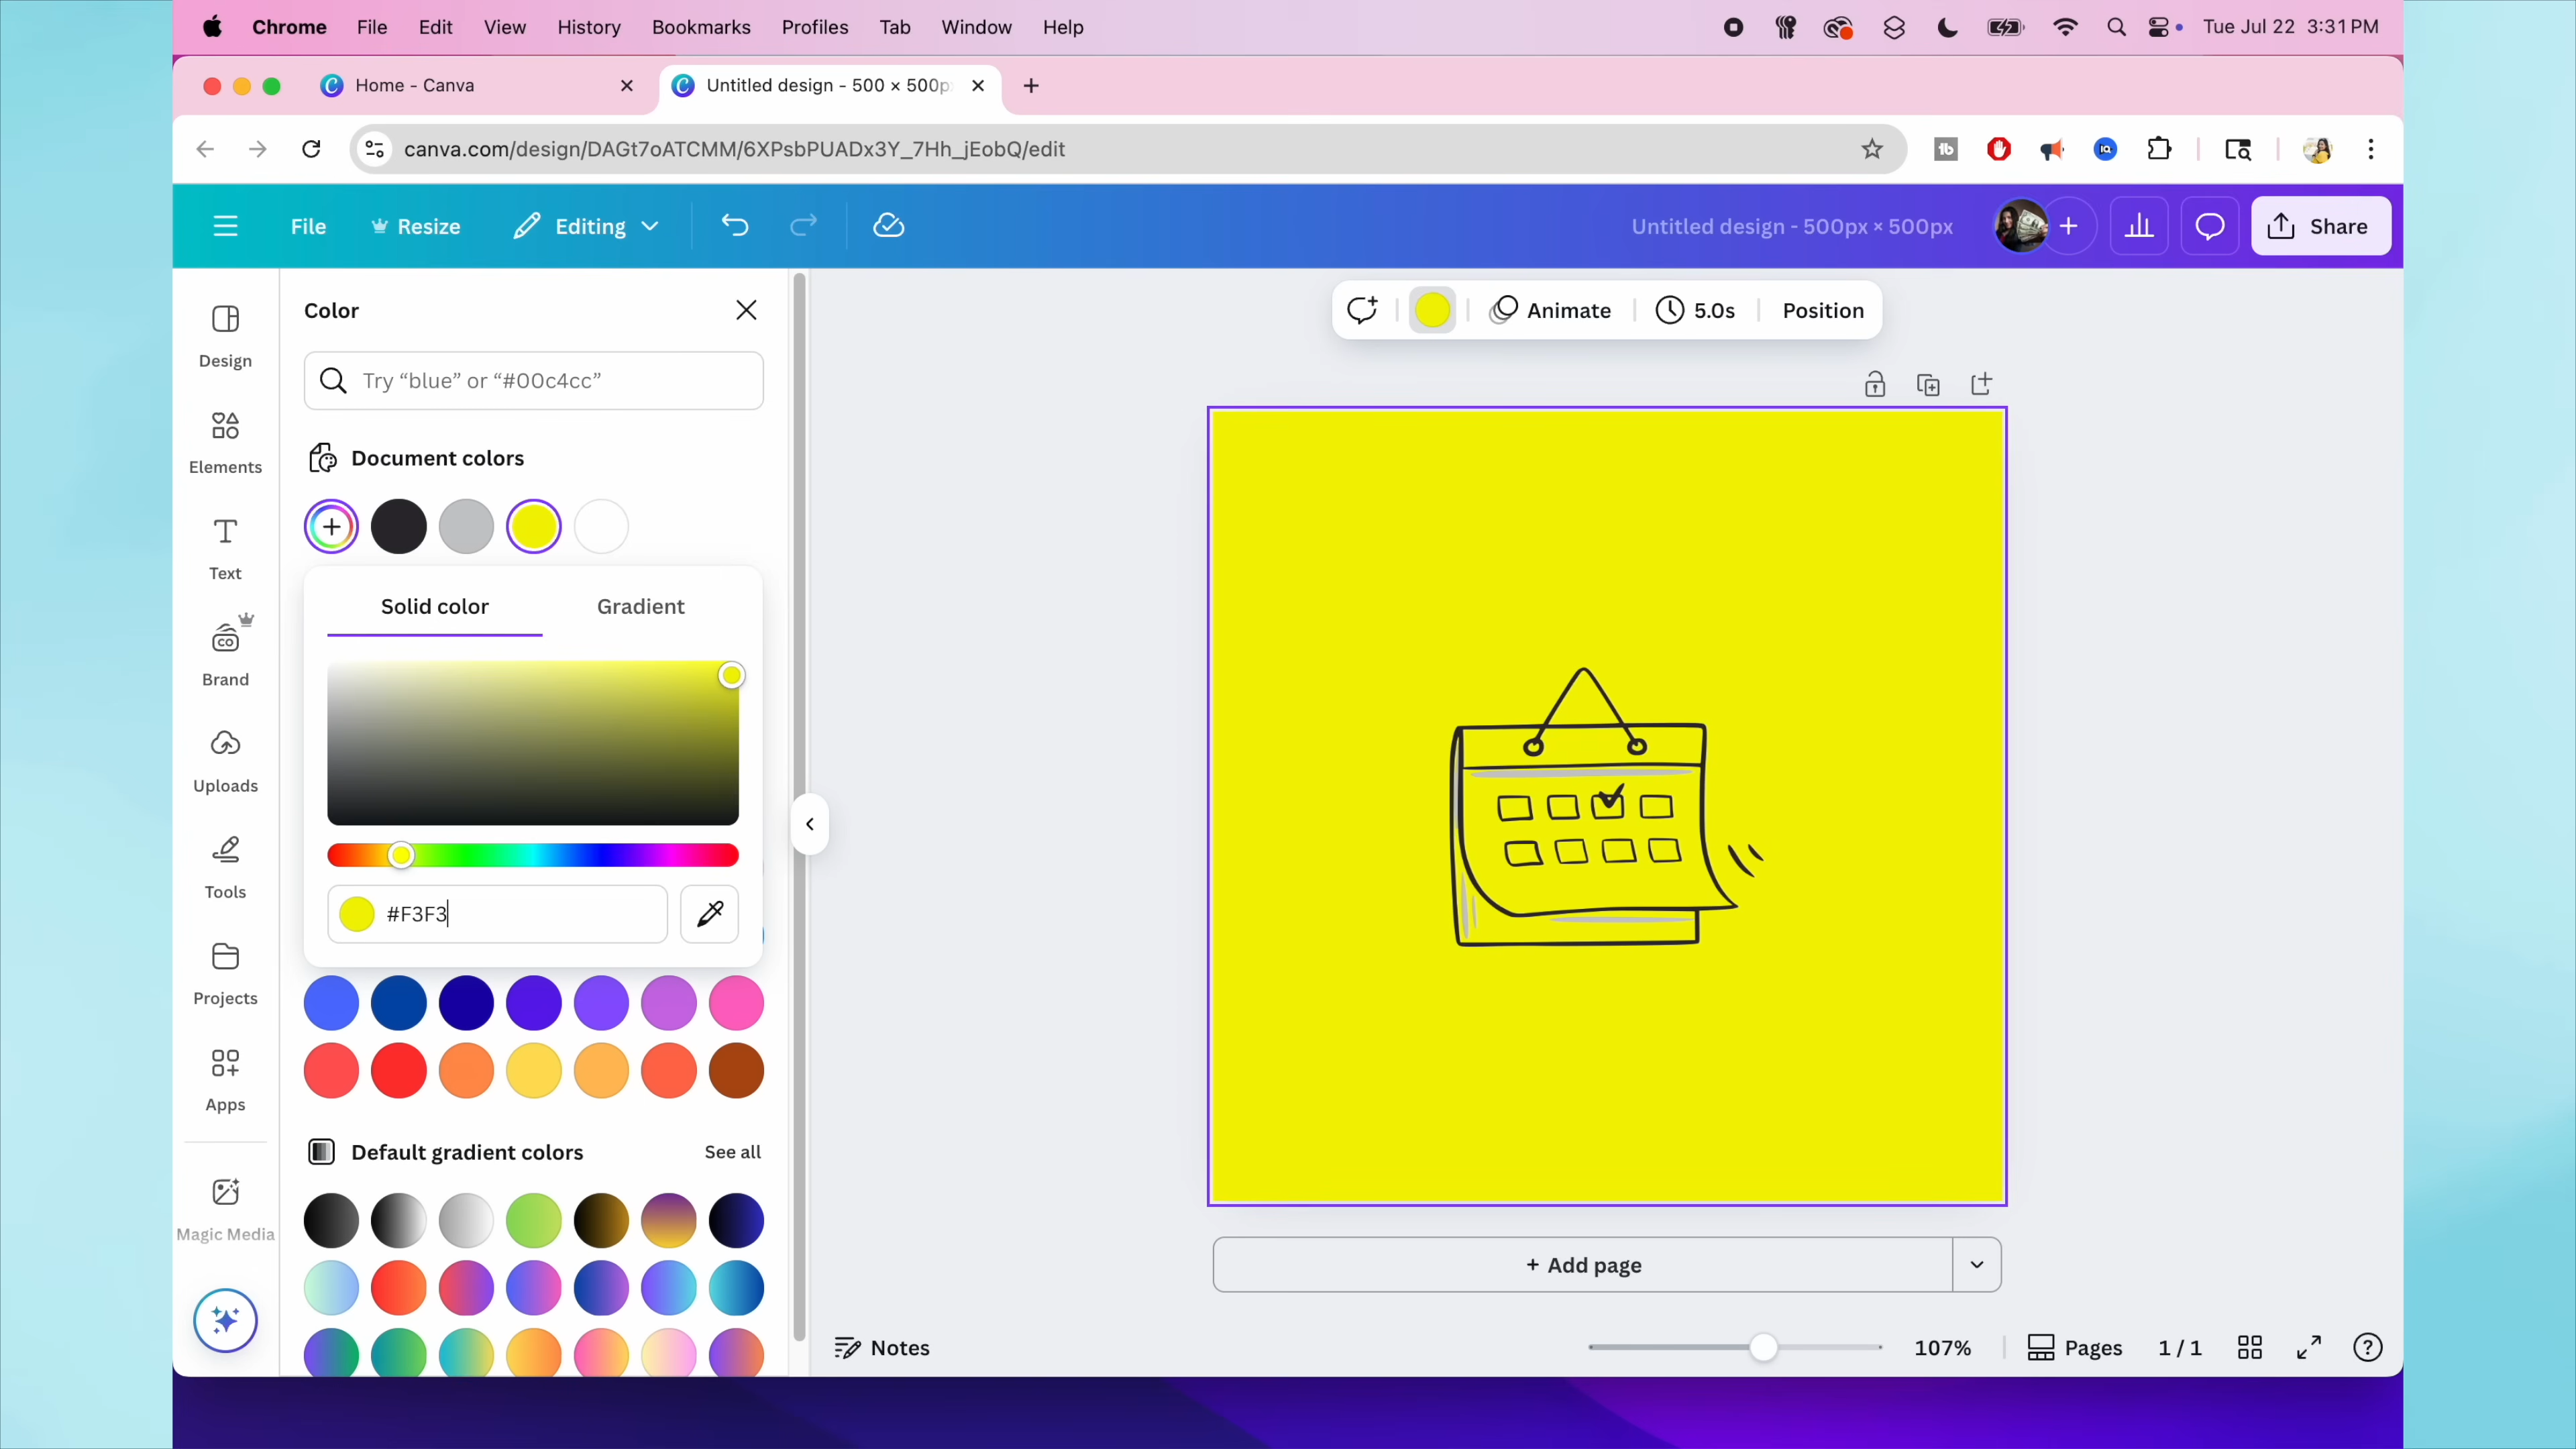 Chrome File Edit View History Bookmarks Profiles Tab Window Help Tue Jul 22 3:31 PM
Home - Canva Untitled design - 500 × 500p
canva.com/design/DAGt7oATCMM/6XPsbPUADx3Y_7Hh_jEobQ/edit
File Resize Editing Untitled design - 500px × 500px + Share
Color
Animate 5.0s Position
Design
Try “blue” or “#00c4cc”
Elements
Document colors
Text
Solid color Gradient
Brand
Uploads
Tools
#F3F3
Projects
Apps
Default gradient colors See all
Magic Media
+ Add page
Notes 107% Pages 1 / 1